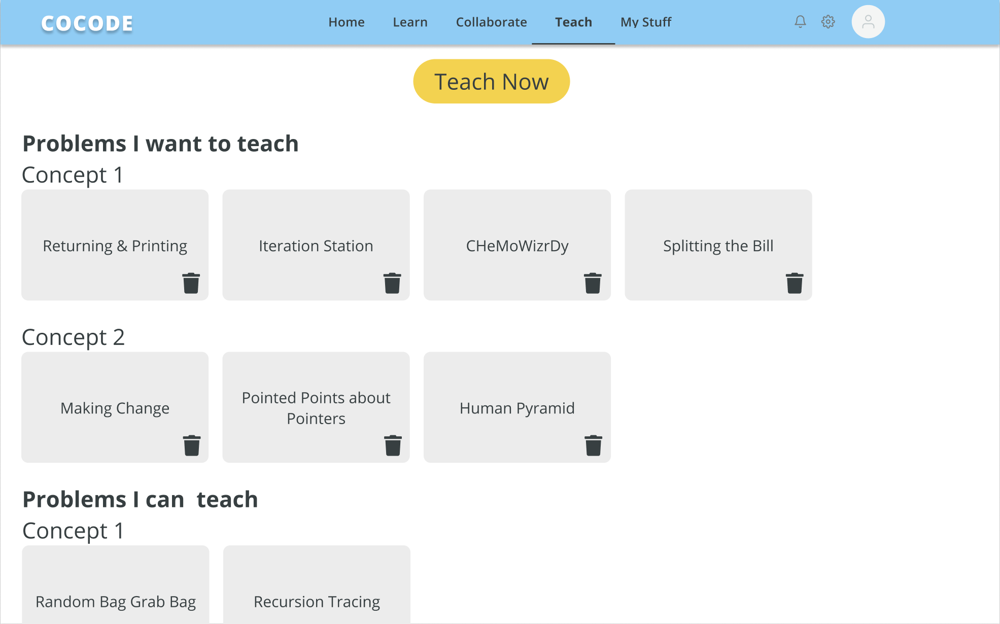 COCODE
Home Learn Collaborate Teach My Stuff
Teach Now
Problems I want to teach
Concept 1
Returning & Printing
Iteration Station
CHeMoWizrDy
Splitting the Bill
Concept 2
Making Change
Pointed Points about
Pointers
Human Pyramid
Problems I can  teach
Concept 1
Random Bag Grab Bag
Recursion Tracing